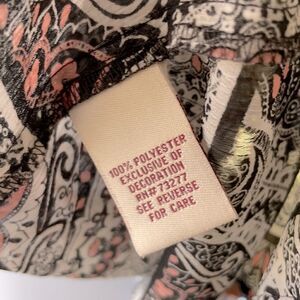 100% POLYESTER
EXCLUSIVE OF
DECORATION
RN#73277
SEE REVERSE
FOR CARE